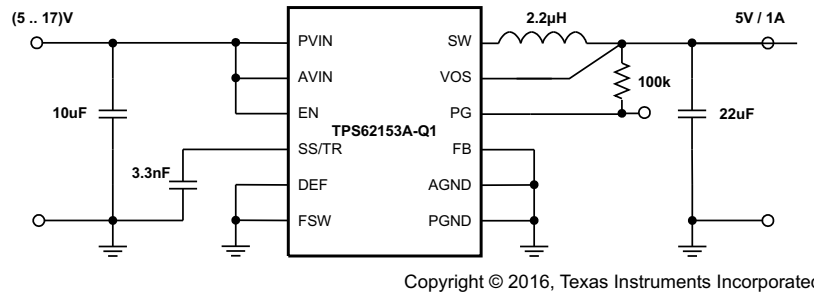 (5 .. 17)V
2.2µH
5V / 1A
PVIN
SW
AVIN
VOS
100k
10uF
EN
PG
22uF
TPS62153A-Q1
SS/TR
FB
3.3nF
DEF
AGND
FSW
PGND
Copyright © 2016, Texas Instruments Incorporated